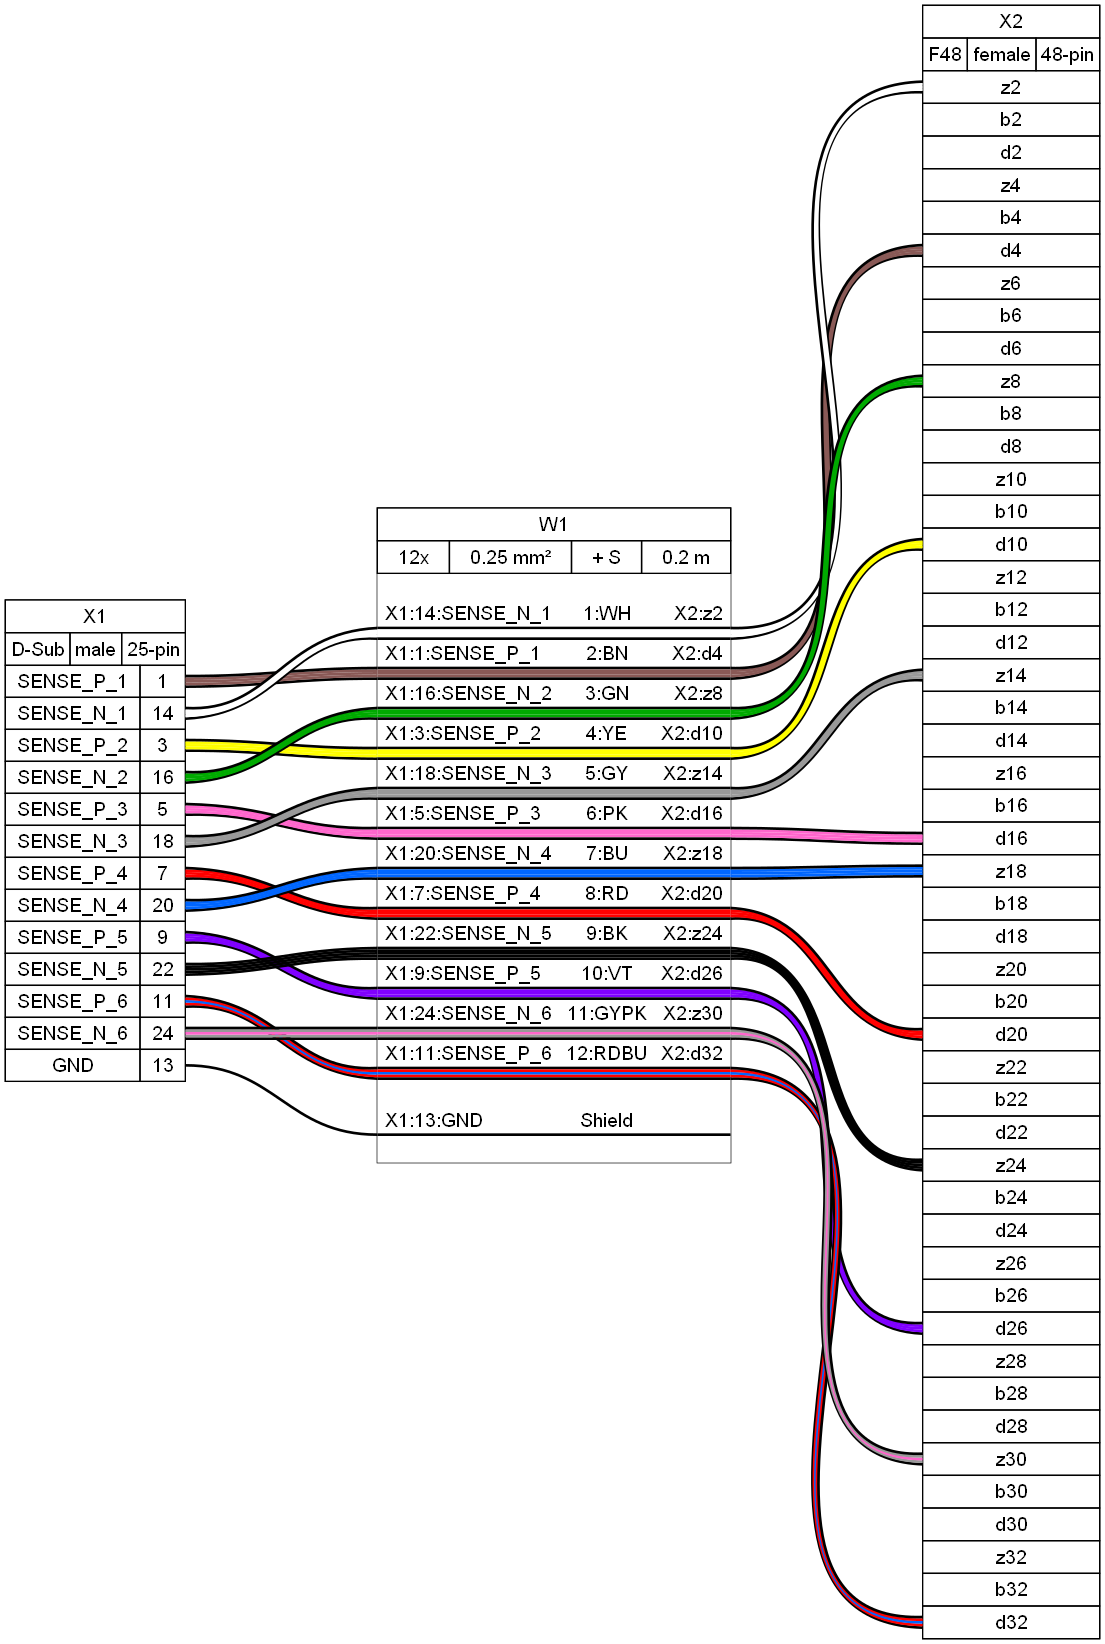 X2
F48 female 48-pin
z2
b2
d2
z4
b4
d4
z6
b6
d6
z8
b8
d8
z10
b10
d10
z12
b12
d12
z14
b14
d14
z16
b16
d16
z18
b18
d18
z20
b20
d20
z22
b22
d22
z24
b24
d24
z26
b26
d26
z28
b28
d28
z30
b30
d30
z32
b32
d32
W1
12x 0.25 mm² + S 0.2 m
X1:14:SENSE_N_1 1:WH X2:z2
X1:1:SENSE_P_1 2:BN X2:d4
X1:16:SENSE_N_2 3:GN X2:z8
X1:3:SENSE_P_2 4:YE X2:d10
X1:18:SENSE_N_3 5:GY X2:z14
X1:5:SENSE_P_3 6:PK X2:d16
X1:20:SENSE_N_4 7:BU X2:z18
X1:7:SENSE_P_4 8:RD X2:d20
X1:22:SENSE_N_5 9:BK X2:z24
X1:9:SENSE_P_5 10:VT X2:d26
X1:24:SENSE_N_6 11:GYPK X2:z30
X1:11:SENSE_P_6 12:RDBU X2:d32
X1:13:GND Shield
X1
D-Sub male 25-pin
SENSE_P_1 1
SENSE_N_1 14
SENSE_P_2 3
SENSE_N_2 16
SENSE_P_3 5
SENSE_N_3 18
SENSE_P_4 7
SENSE_N_4 20
SENSE_P_5 9
SENSE_N_5 22
SENSE_P_6 11
SENSE_N_6 24
GND 13